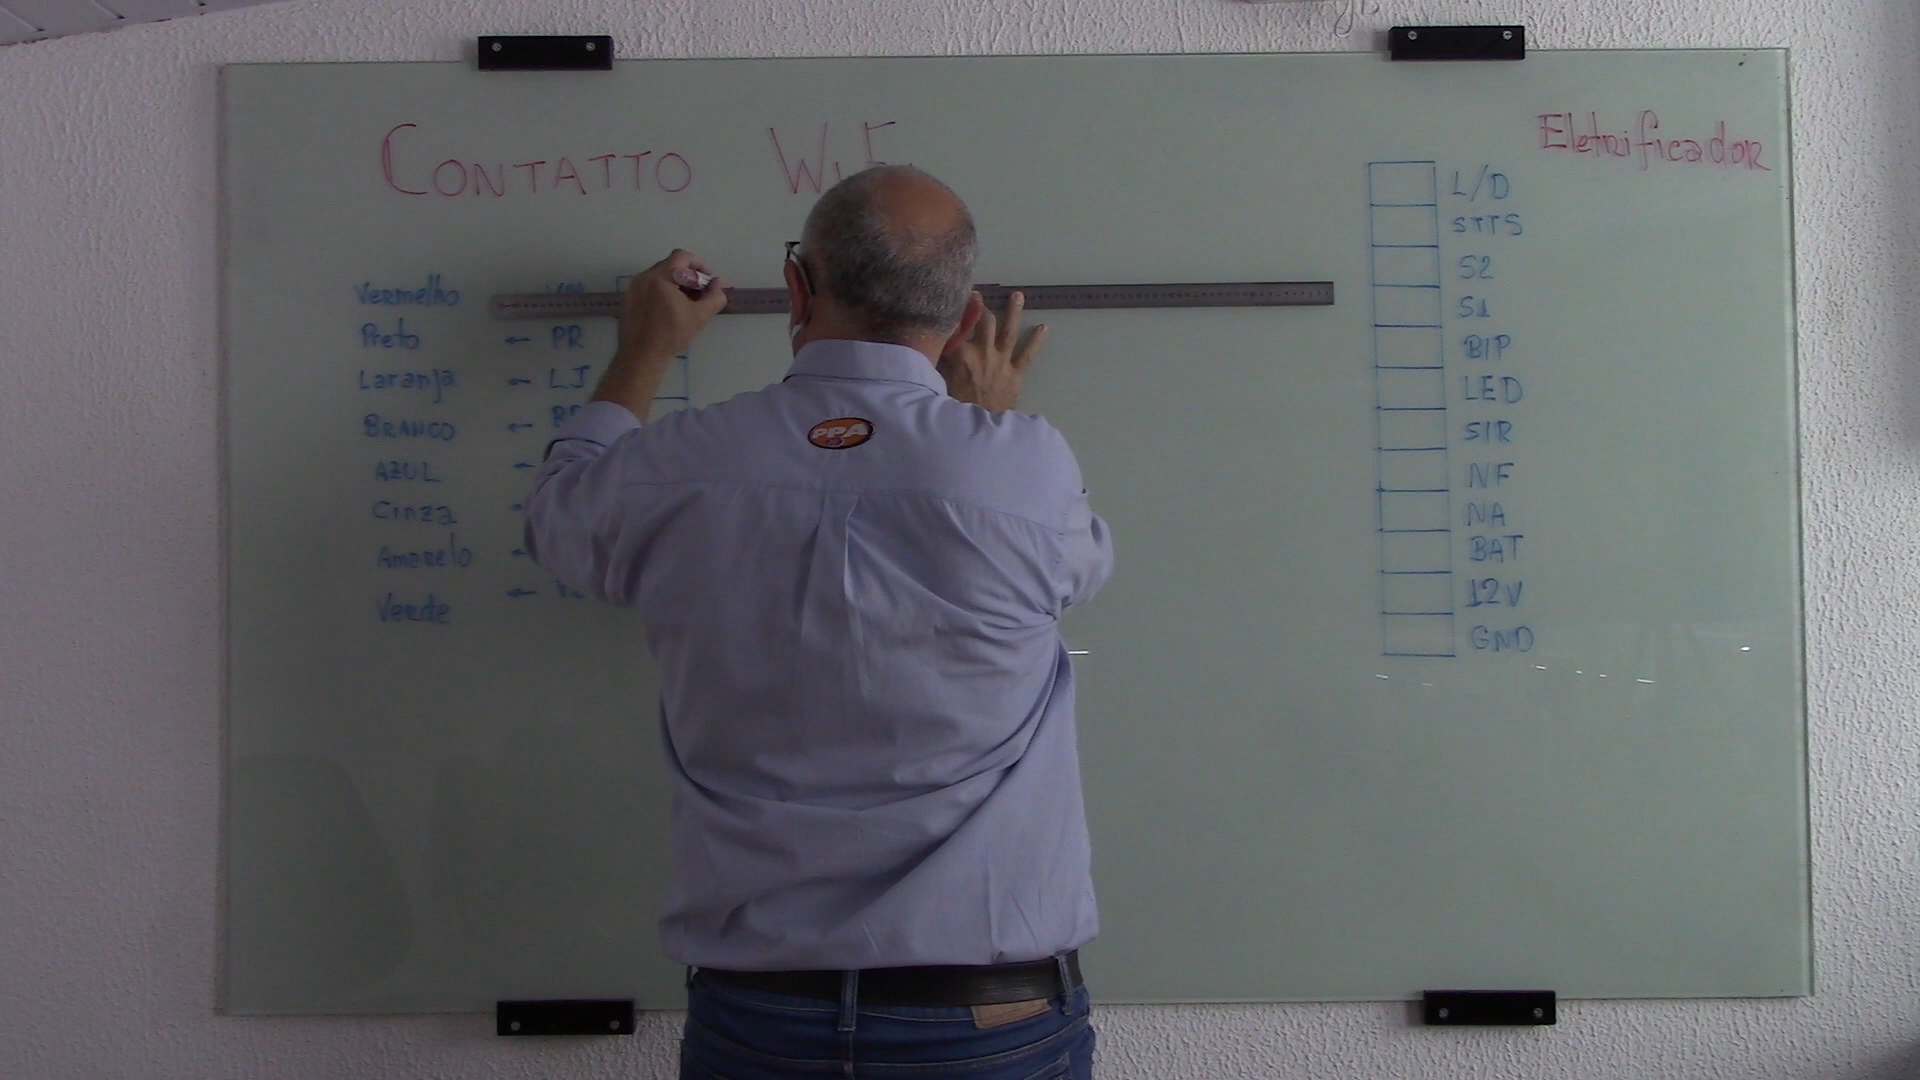 CONTATTO
Eletrificador
Vermelho
Preto ← PR
Laranja ← LJ
BRANCO ←
AZUL
Cinza
Amarelo
Verde
L/D
STTS
S2
S1
BIP
LED
SIR
NF
NA
BAT
12V
GND
PPA